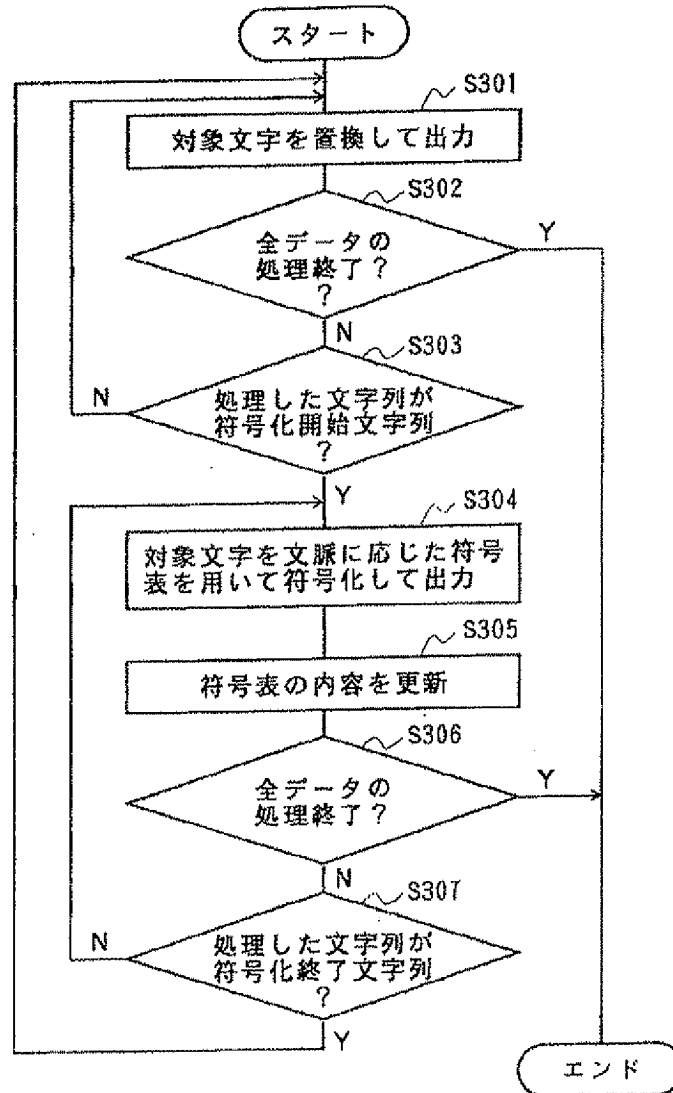 スタート
S301
対象文字を置換して出力
S302
全データの
処理終了?
?
Y
N
S303
N
処理した文字列が
符号化開始文字列
?
Y
S304
対象文字を文脈に応じた符号
表を用いて符号化して出力
S305
符号表の内容を更新
S306
全データの
処理終了?
Y
N
S307
N
処理した文字列が
符号化終了文字列
?
Y
エンド